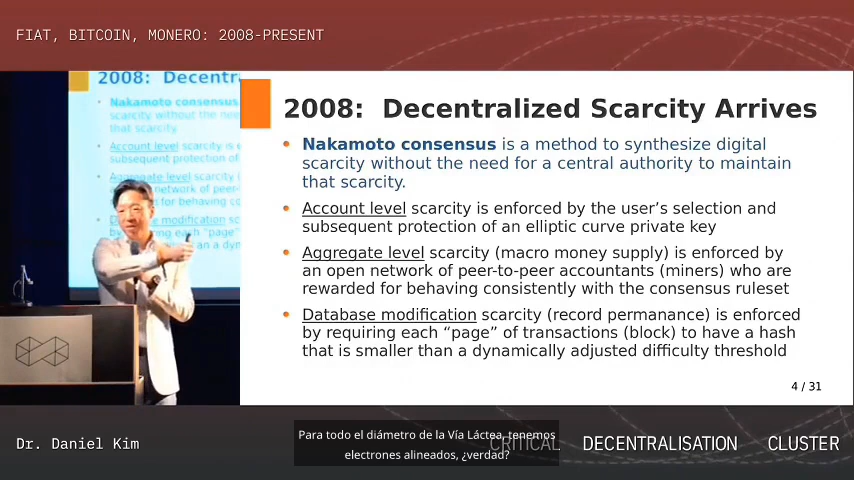 FIAT, BITCOIN, MONERO: 2008-PRESENT
2008: Decentr
Nakamoto consensus
scarcity without the nee
that scarcity
Account level scarcity is e
subsequent protection of
Aggregate level scarcity (
network of peer-
for behaving co
modification sc
each “page”
an a dyn
2008: Decentralized Scarcity Arrives
• Nakamoto consensus is a method to synthesize digital
scarcity without the need for a central authority to maintain
that scarcity.
• Account level scarcity is enforced by the user’s selection and
subsequent protection of an elliptic curve private key
• Aggregate level scarcity (macro money supply) is enforced by
an open network of peer-to-peer accountants (miners) who are
rewarded for behaving consistently with the consensus ruleset
• Database modification scarcity (record permanance) is enforced
by requiring each “page” of transactions (block) to have a hash
that is smaller than a dynamically adjusted difficulty threshold
4 / 31
Dr. Daniel Kim
CRITICAL DECENTRALISATION CLUSTER
Para todo el diámetro de la Vía Láctea, tenemos
electrones alineados, ¿verdad?